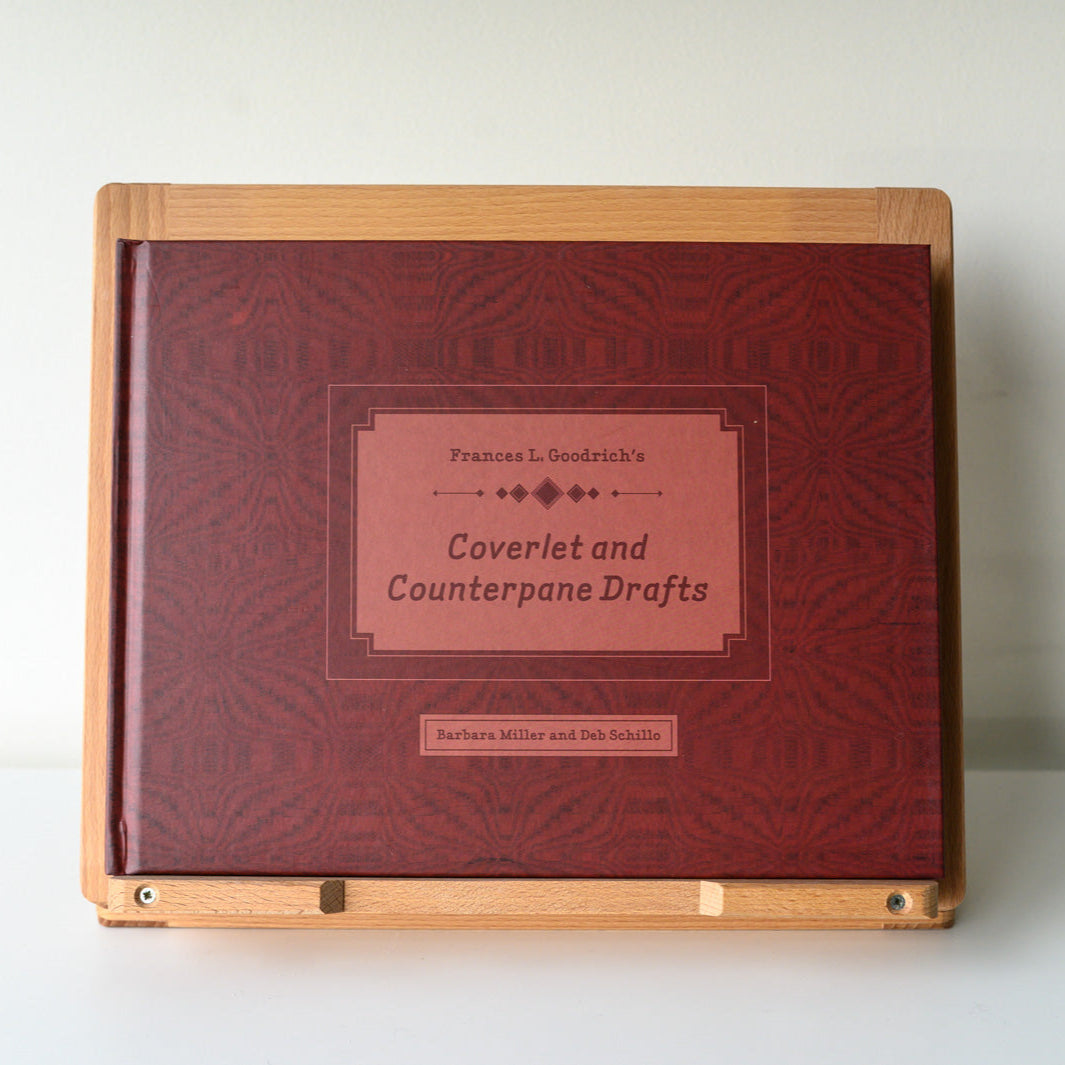 Frances L. Goodrich's
Coverlet and
Counterpane Drafts
Barbara Miller and Deb Schillo